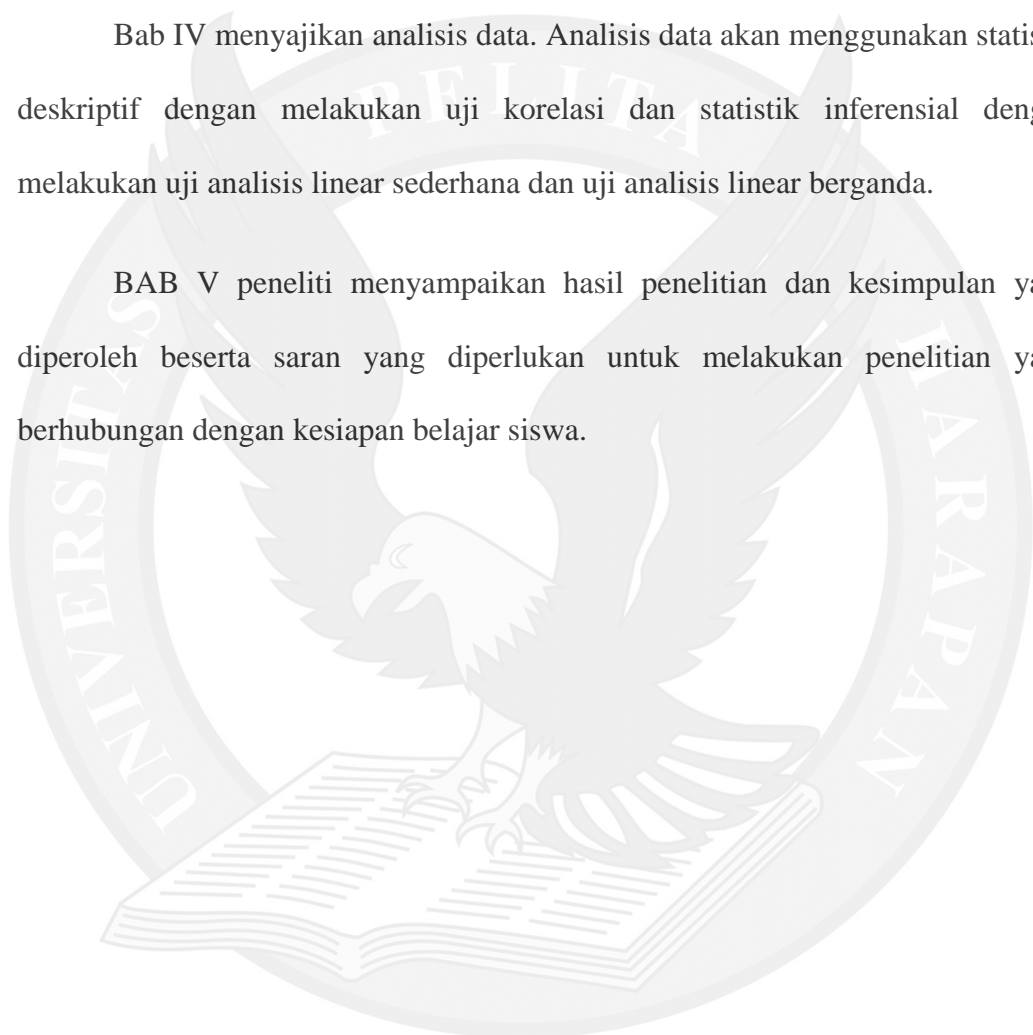 Bab IV menyajikan analisis data. Analisis data akan menggunakan statis
deskriptif dengan melakukan uji korelasi dan statistik inferensial deng
melakukan uji analisis linear sederhana dan uji analisis linear berganda.
BAB V peneliti menyampaikan hasil penelitian dan kesimpulan ya
diperoleh beserta saran yang diperlukan untuk melakukan penelitian ya
berhubungan dengan kesiapan belajar siswa.
UNIVERSITAS PELITA HARAPAN